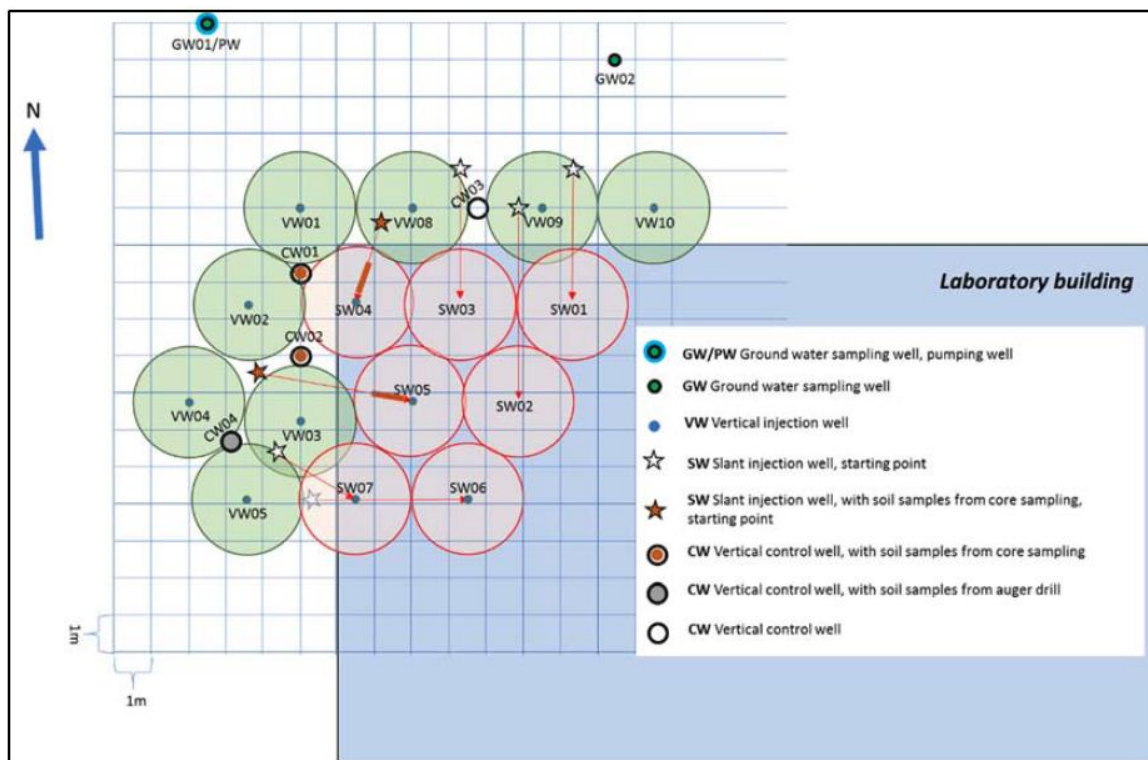 GW01/PW
GW02
N
CW03
VW01
VW08
VW09
VW10
CW01
Laboratory building
SW04
SW03
SW01
VW02
CW02
GW/PW Ground water sampling well, pumping well
GW Ground water sampling well
SW05
VW04
SW02
VW Vertical injection well
CW04
VW03
SW Slant injection well, starting point
SW07
SW06
VW05
SW Slant injection well, with soil samples from core sampling,
starting point
CW Vertical control well, with soil samples from core sampling
CW Vertical control well, with soil samples from auger drill
CW Vertical control well
1m
1m